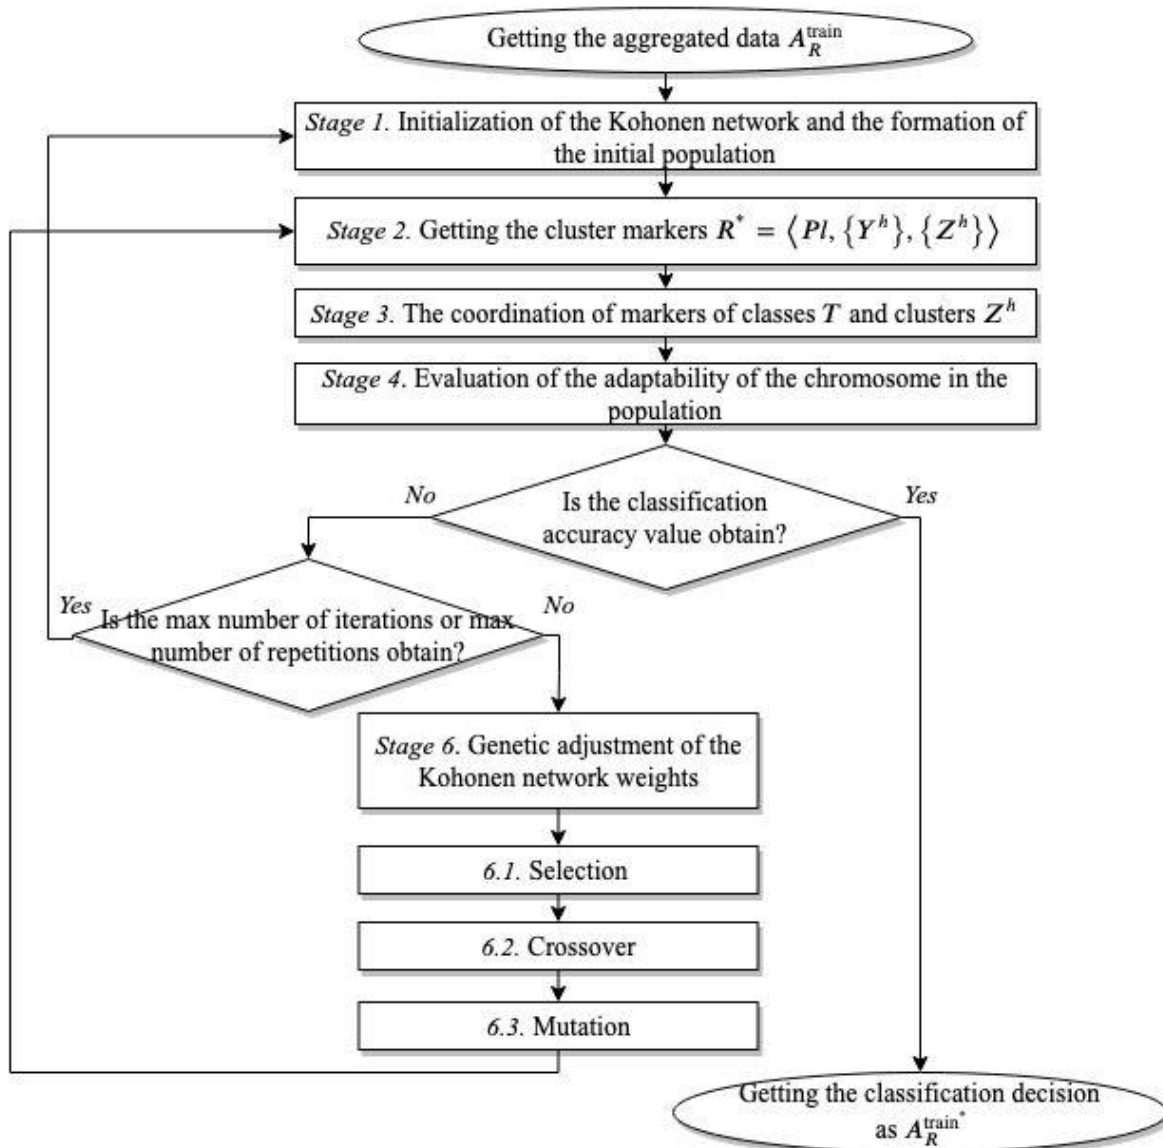 Getting the aggregated data $A_R^{\text{train}}$
Stage 1. Initialization of the Kohonen network and the formation of
the initial population
Stage 2. Getting the cluster markers $R^* = \langle Pl, \{Y^h\}, \{Z^h\} \rangle$
Stage 3. The coordination of markers of classes $T$ and clusters $Z^h$
Stage 4. Evaluation of the adaptability of the chromosome in the
population
No
Yes
Is the classification
accuracy value obtain?
Yes
No
Is the max number of iterations or max
number of repetitions obtain?
Stage 6. Genetic adjustment of the
Kohonen network weights
6.1. Selection
6.2. Crossover
6.3. Mutation
Getting the classification decision
as $A_R^{\text{train}^*}$